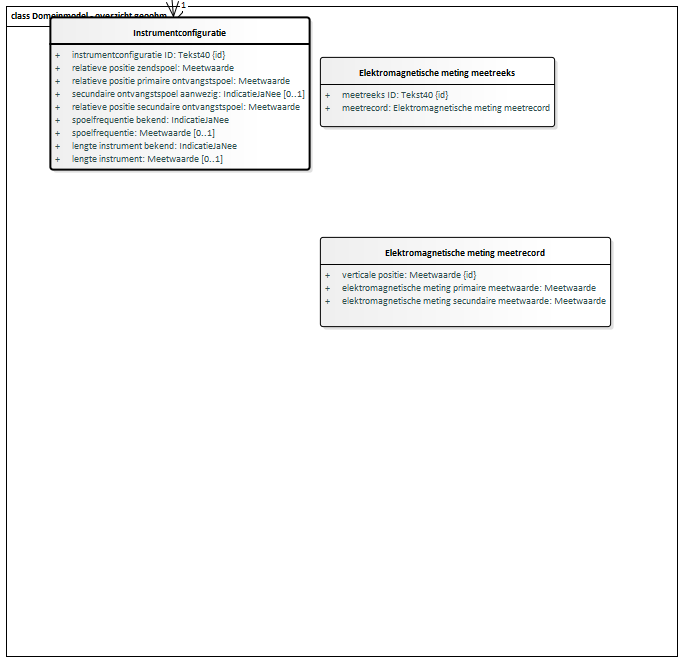 class Domeinmodel - overzicht geoohm
1
Instrumentconfiguratie
+ instrumentconfiguratie ID: Tekst40 {id}
+ relatieve positie zendspoel: Meetwaarde
+ relatieve positie primaire ontvangstspoel: Meetwaarde
+ secundaire ontvangstspoel aanwezig: IndicatieJaNee [0..1]
+ relatieve positie secundaire ontvangstspoel: Meetwaarde
+ spoelfrequentie bekend: IndicatieJaNee
+ spoelfrequentie: Meetwaarde [0..1]
+ lengte instrument bekend: IndicatieJaNee
+ lengte instrument: Meetwaarde [0..1]
Elektromagnetische meting meetreeks
+ meetreeks ID: Tekst40 {id}
+ meetrecord: Elektromagnetische meting meetrecord
Elektromagnetische meting meetrecord
+ verticale positie: Meetwaarde {id}
+ elektromagnetische meting primaire meetwaarde: Meetwaarde
+ elektromagnetische meting secundaire meetwaarde: Meetwaarde